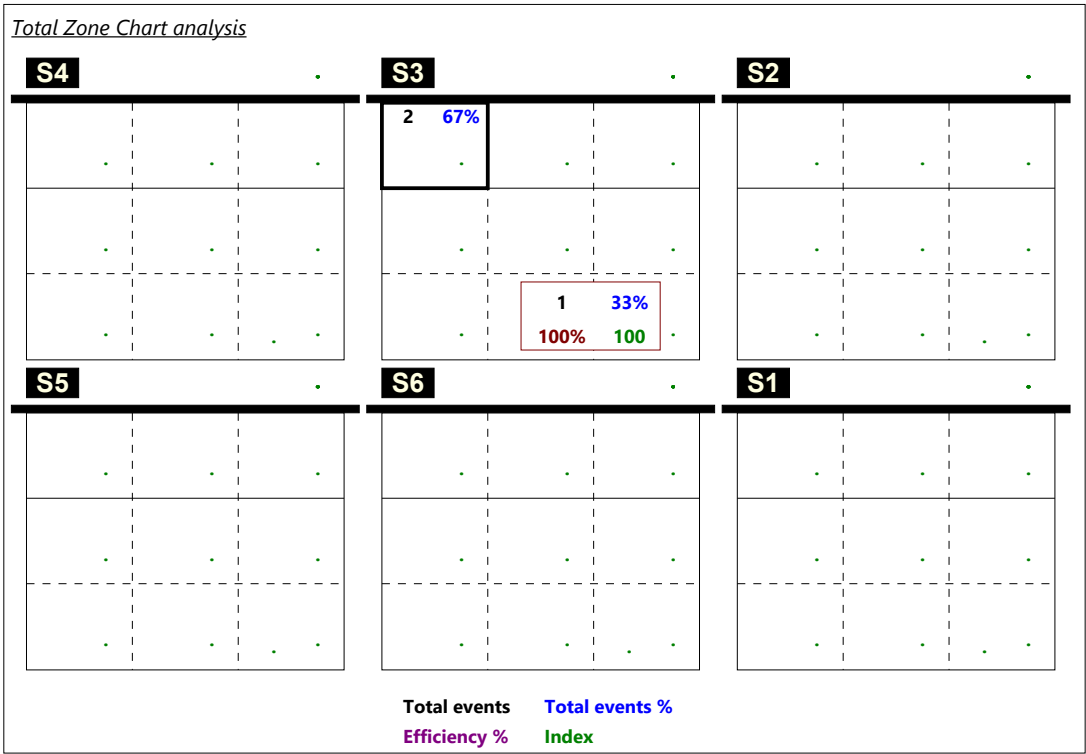 Total Zone Chart analysis
S4 S3 S2
2 67%
1 33%
100% 100
S5 S6 S1
Total events Total events %
Efficiency % Index